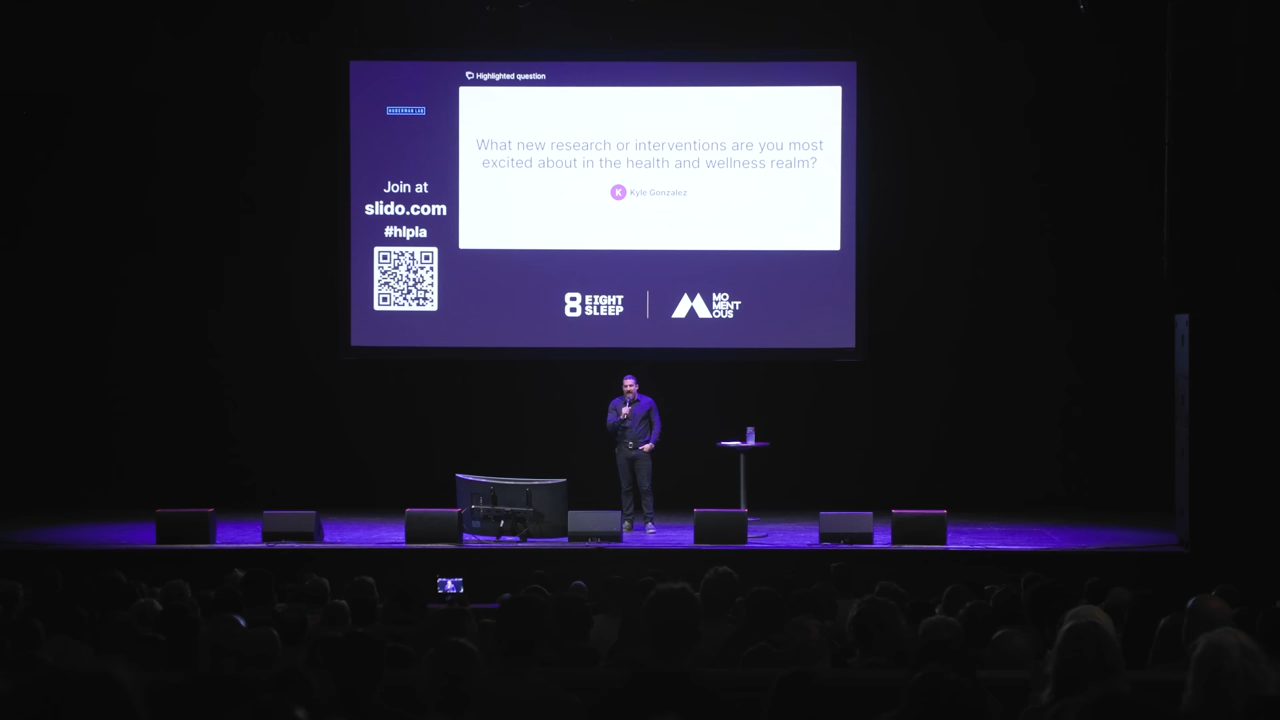 Highlighted question
HUBERMAN LAB
What new research or interventions are you most
excited about in the health and wellness realm?
K Kyle Gonzalez
Join at
slido.com
#hlpla
8 EIGHT
SLEEP
MO
MENT
OUS